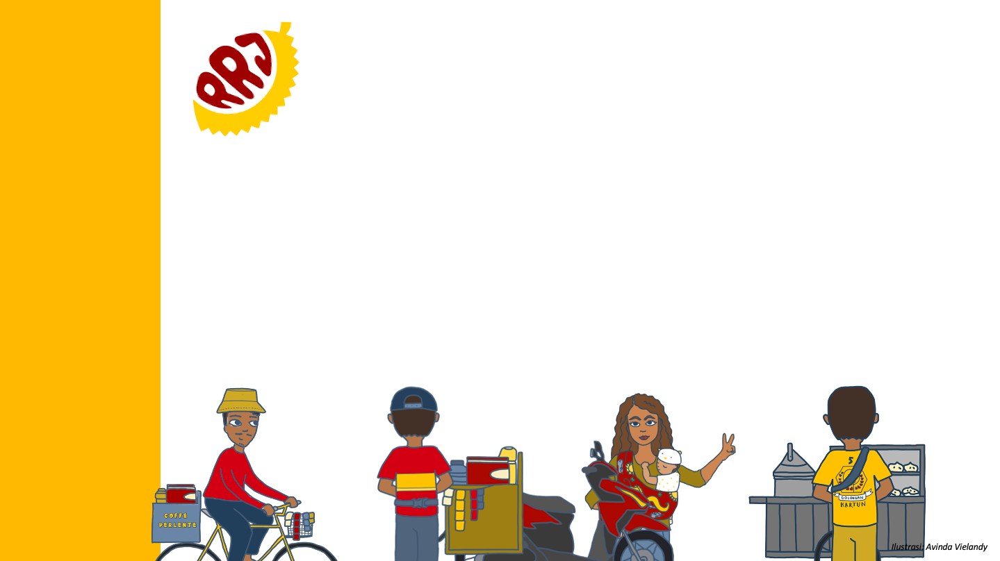 RRJ
COFFE
PERLENTE
5
GOLONGAN
KARTUN
Ilustrasi: Avinda Vielandy